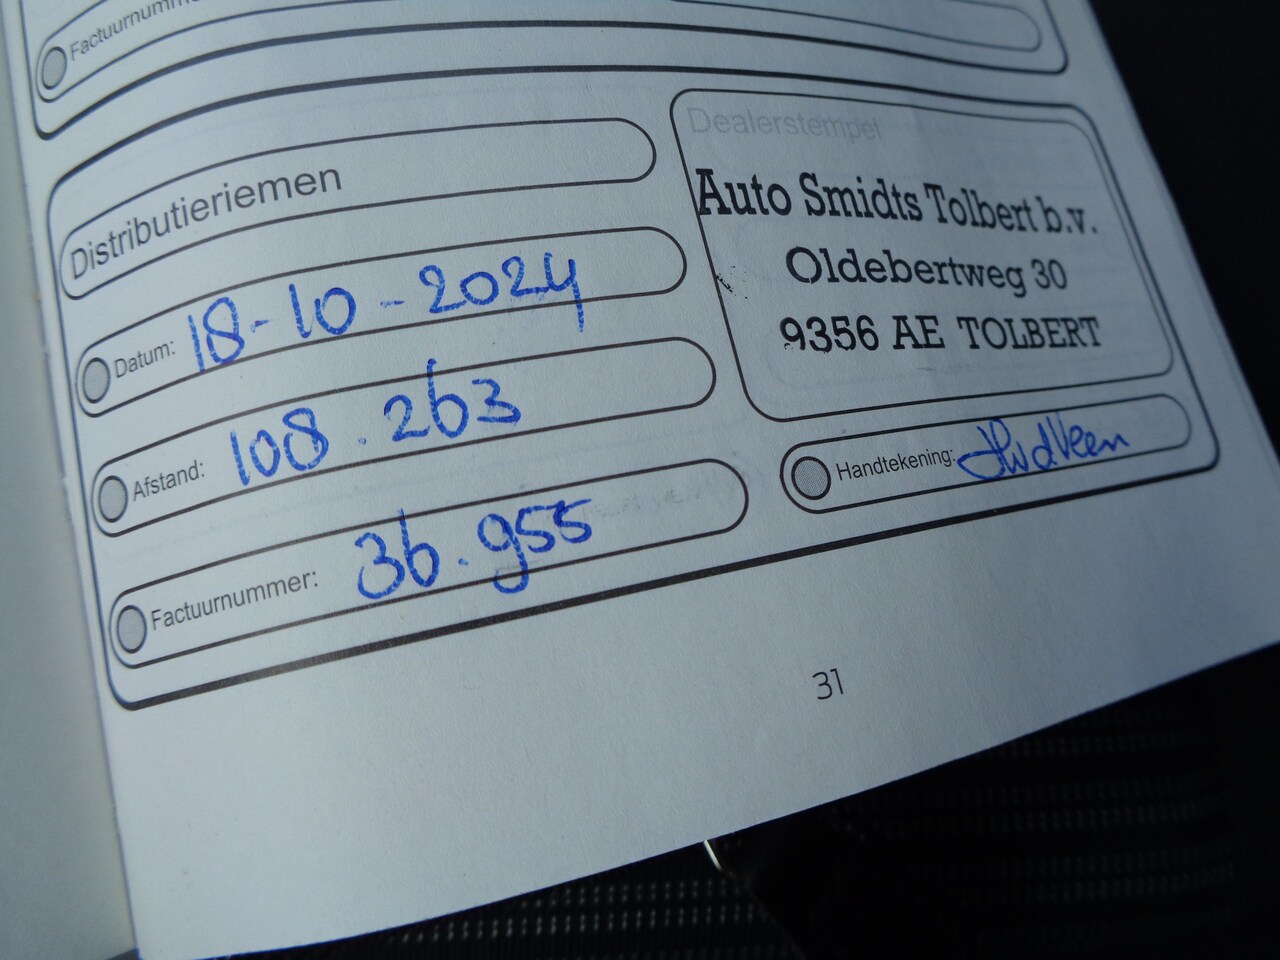 Factuurnumm
Distributieriemen
Datum: 18-10-2024
Afstand: 108.263
Factuurnummer: 36.955
Dealerstempel
Auto Smidts Tolbert b.v.
Oldebertweg 30
9356 AE TOLBERT
Handtekening:
31